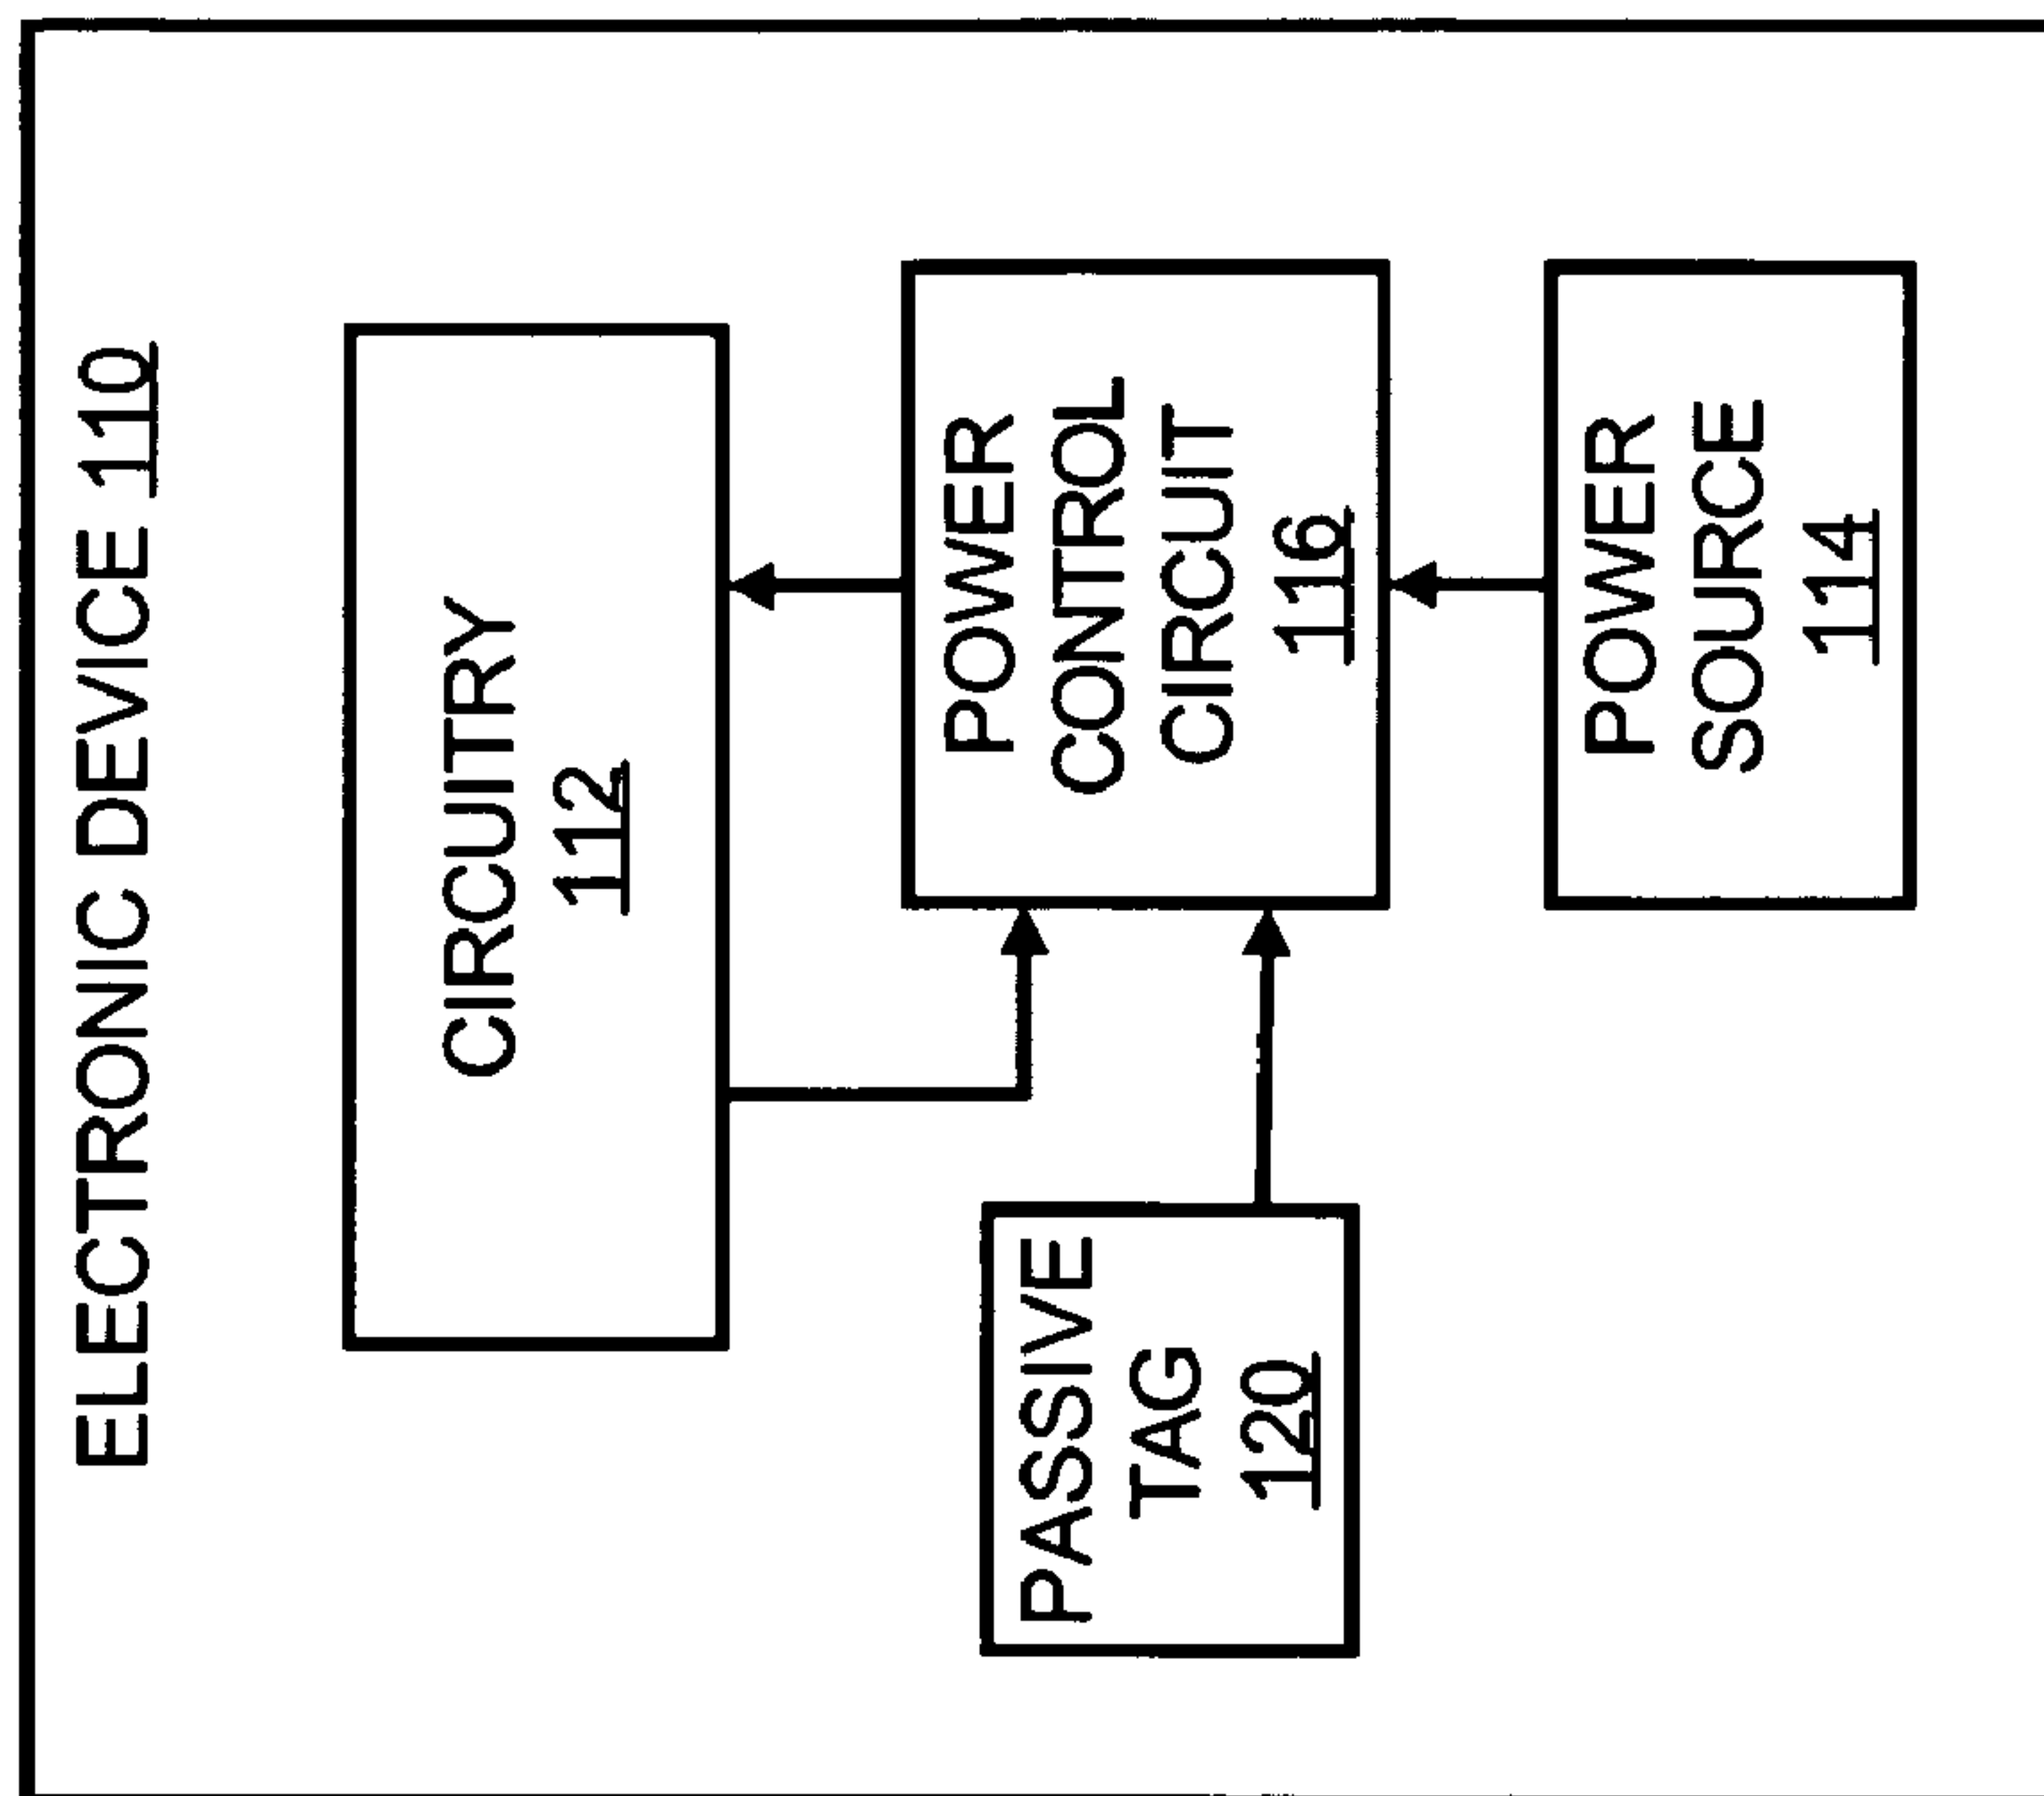 ELECTRONIC DEVICE 110
CIRCUITRY
112
PASSIVE
TAG
120
POWER
CONTROL
CIRCUIT
116
POWER
SOURCE
114